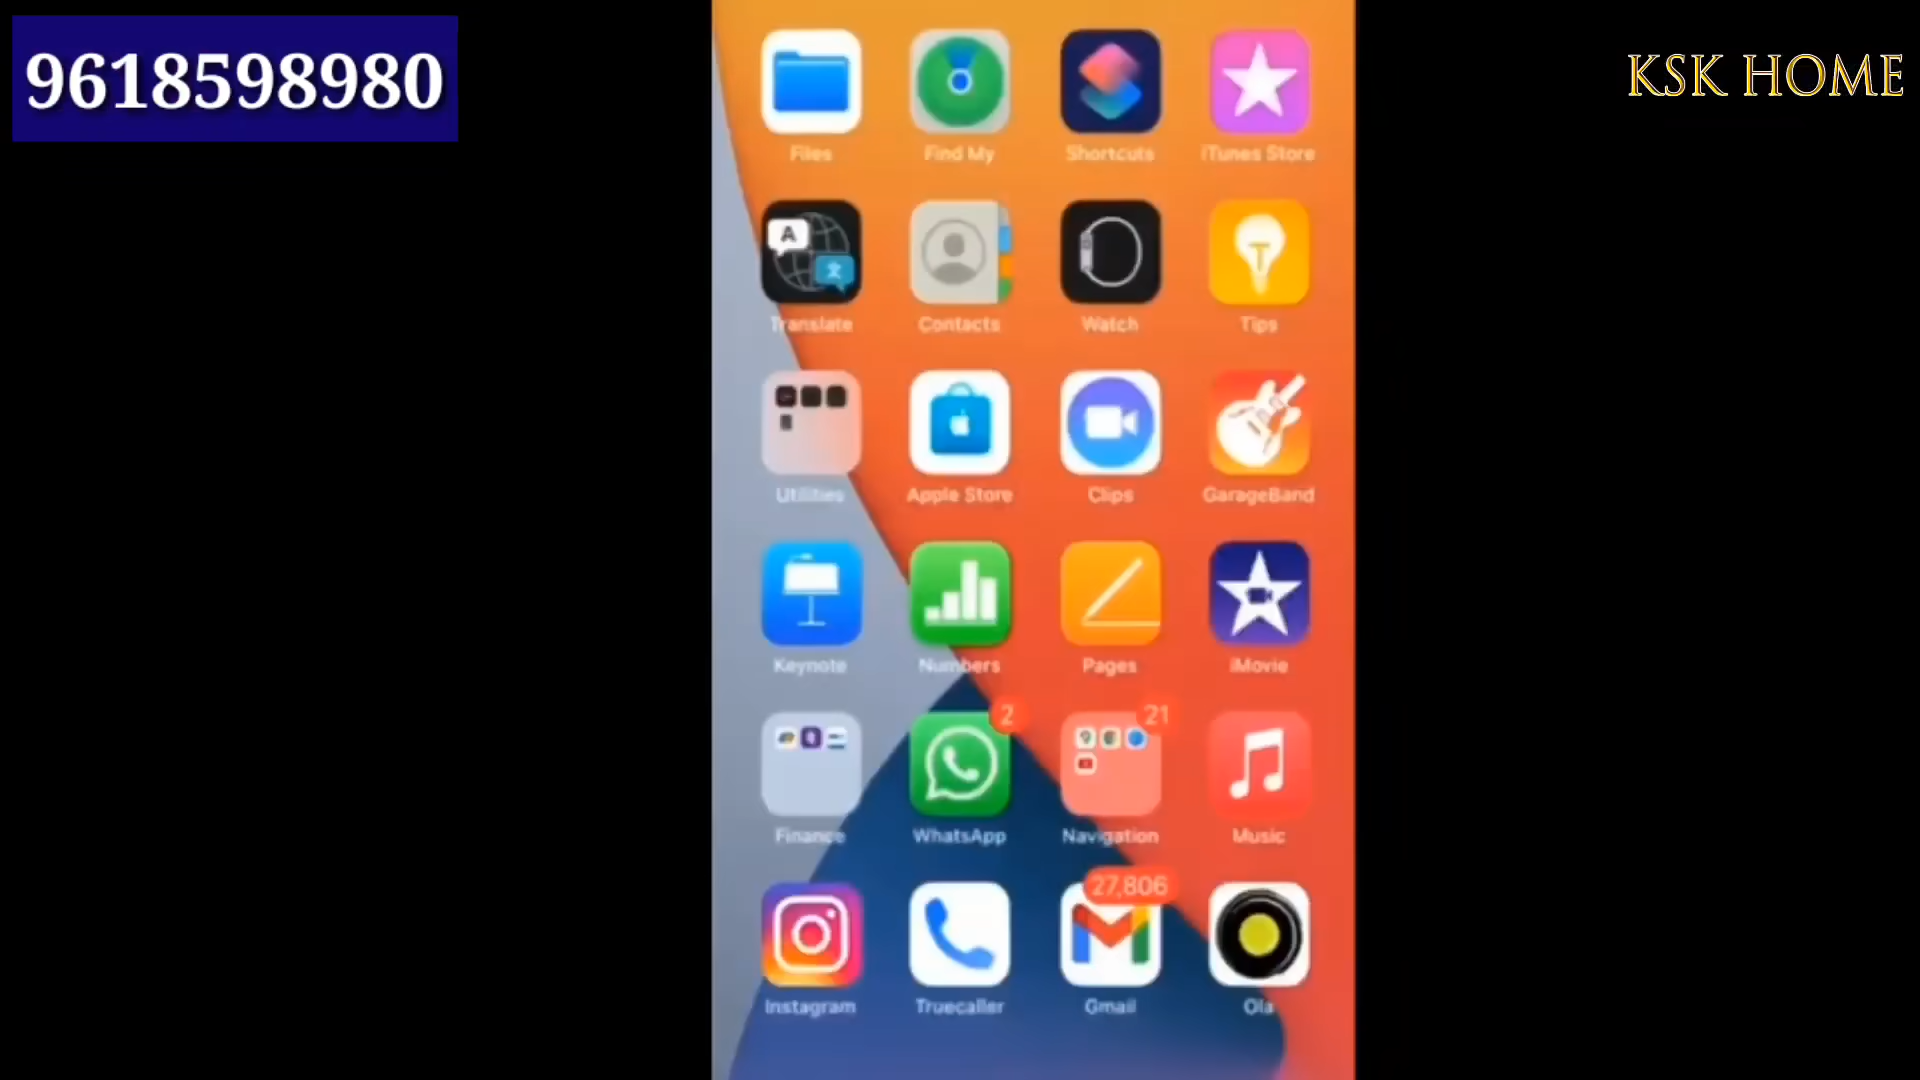 9618598980
KSK HOME
Files Find My Shortcuts iTunes Store
A
Translate Contacts Watch Tips
T
Utilities Apple Store Clips GarageBand
Keynote Numbers Pages iMovie
2 21
Finance WhatsApp Navigation Music
27,806
Instagram Truecaller Gmail Ola